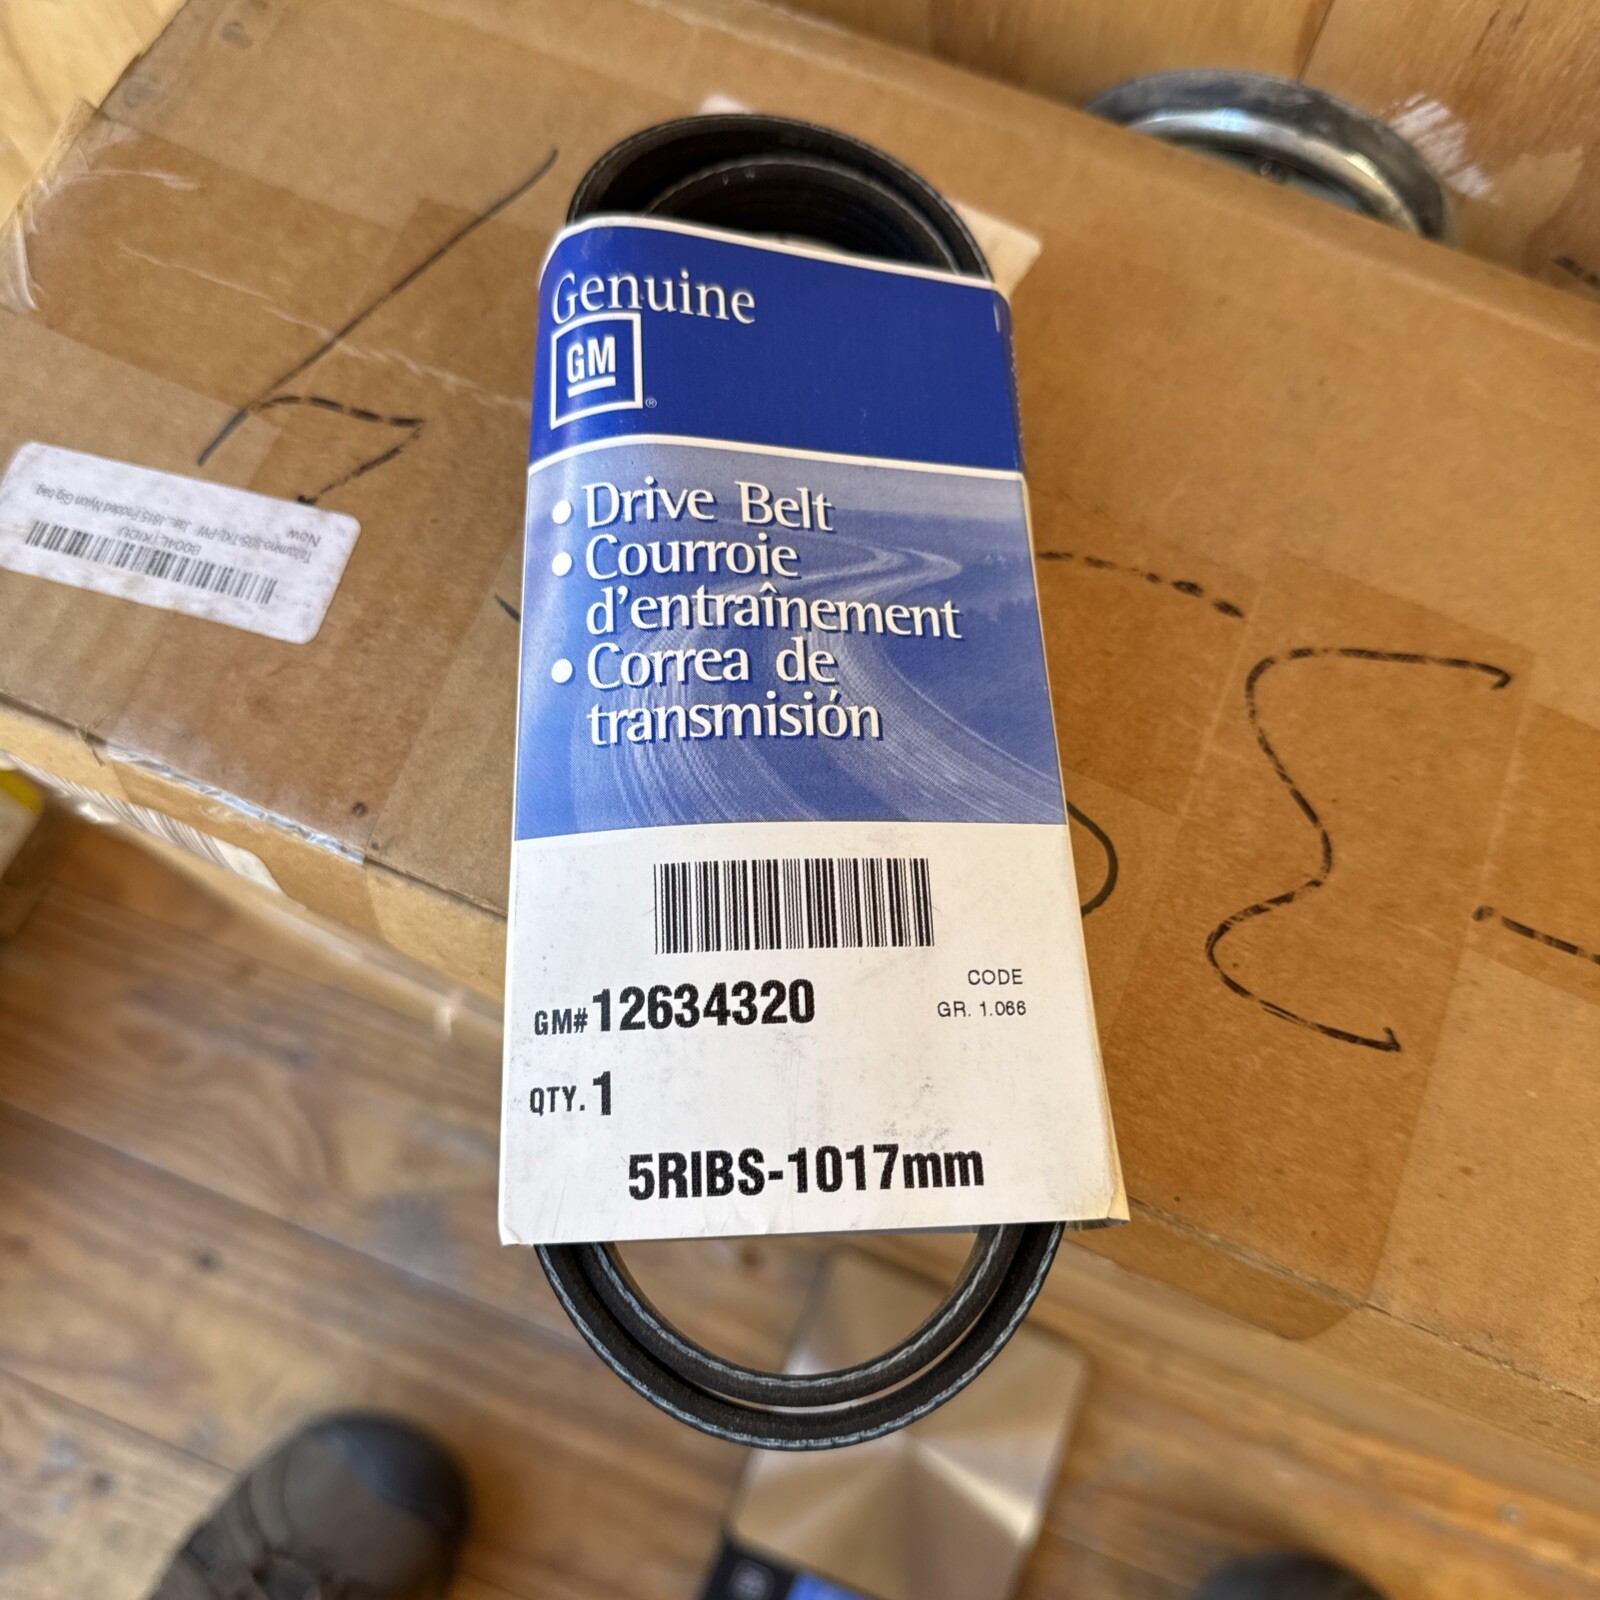 Genuine
GM
®
• Drive Belt
• Courroie
d'entraînement
• Correa de
transmisión
GM#12634320
CODE
GR. 1.066
QTY. 1
5RIBS-1017mm
New